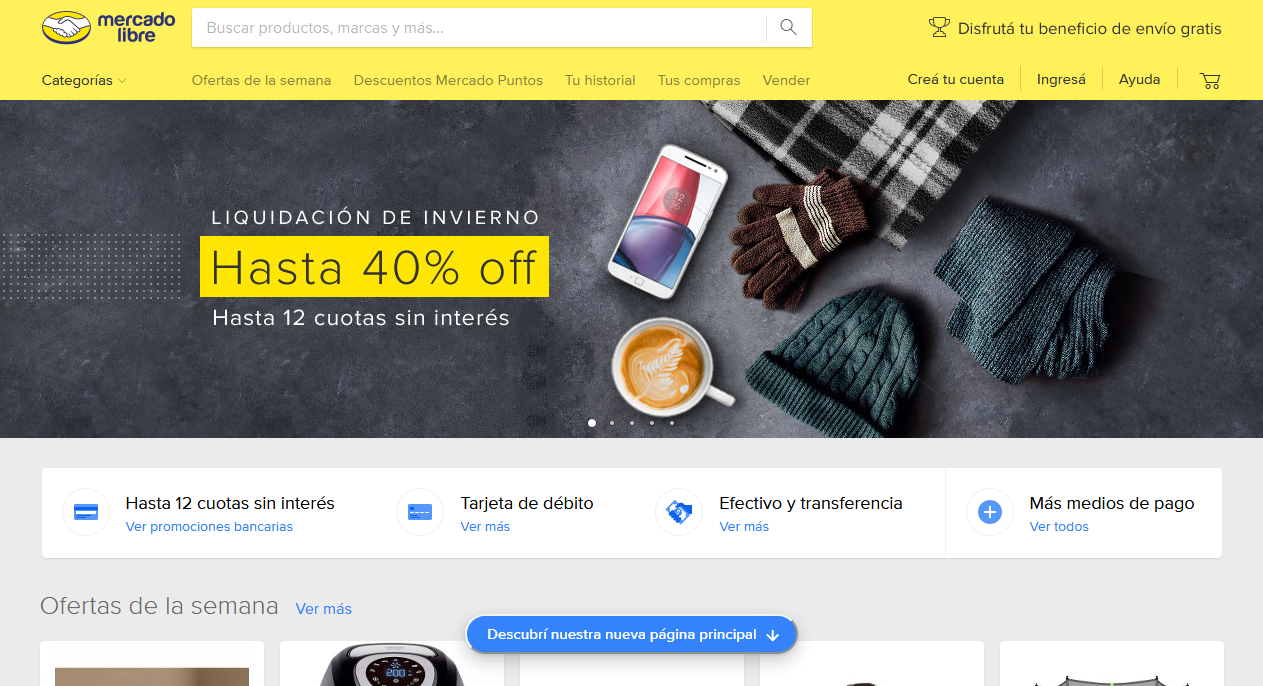 mercado
libre
Buscar productos, marcas y más...
Disfrutá tu beneficio de envío gratis
Categorías
Ofertas de la semana
Descuentos Mercado Puntos
Tu historial
Tus compras
Vender
Creá tu cuenta
Ingresá
Ayuda
LIQUIDACIÓN DE INVIERNO
Hasta 40% off
Hasta 12 cuotas sin interés
Hasta 12 cuotas sin interés
Ver promociones bancarias
Tarjeta de débito
Ver más
Efectivo y transferencia
Ver más
Más medios de pago
Ver todos
Ofertas de la semana
Ver más
Descubrí nuestra nueva página principal
200